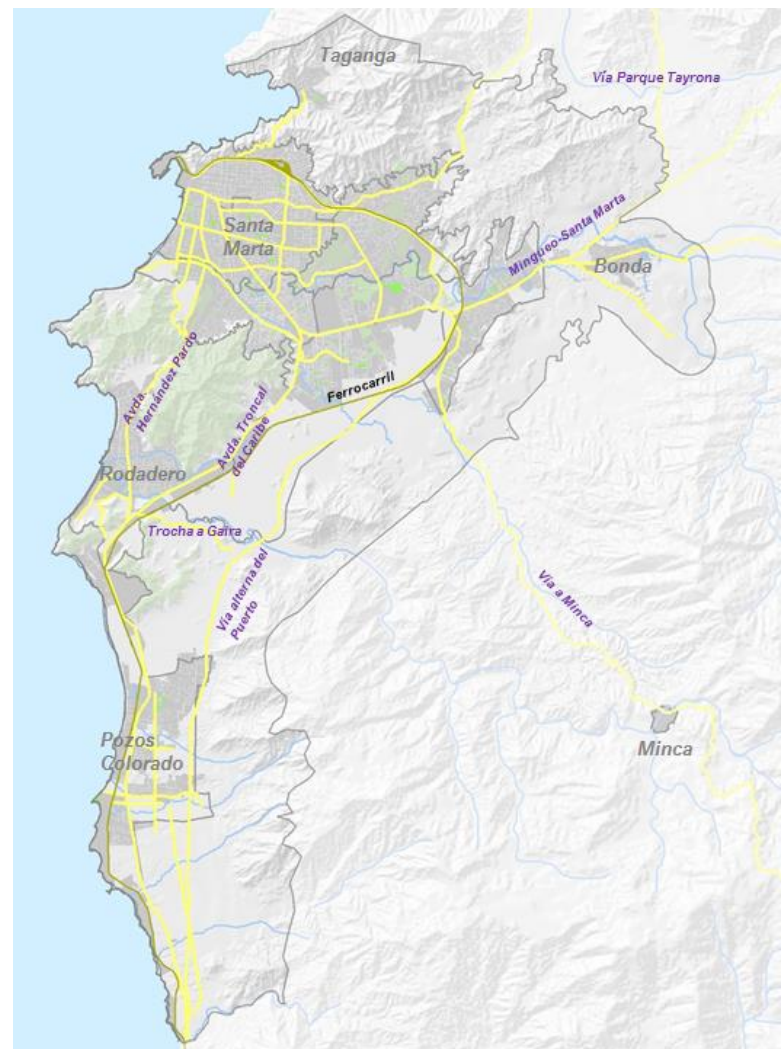 Taganga
Vía Parque Tayrona
Santa
Marta
Mingueo-Santa Marta
Bonda
Avda.
Hernández Pardo
Avda. Troncal
del Caribe
Ferrocarril
Rodadero
Trocha a Gaira
Vía alterna del
Puerto
Vía a Minca
Pozos
Colorado
Minca